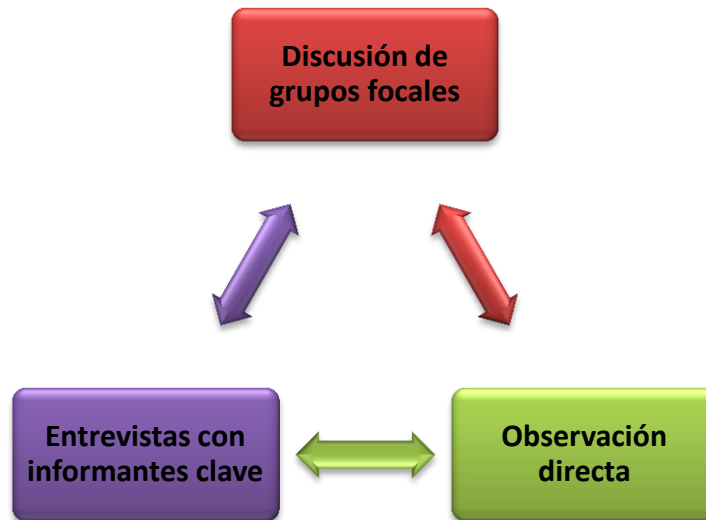 Discusión de
grupos focales
Entrevistas con
informantes clave
Observación
directa